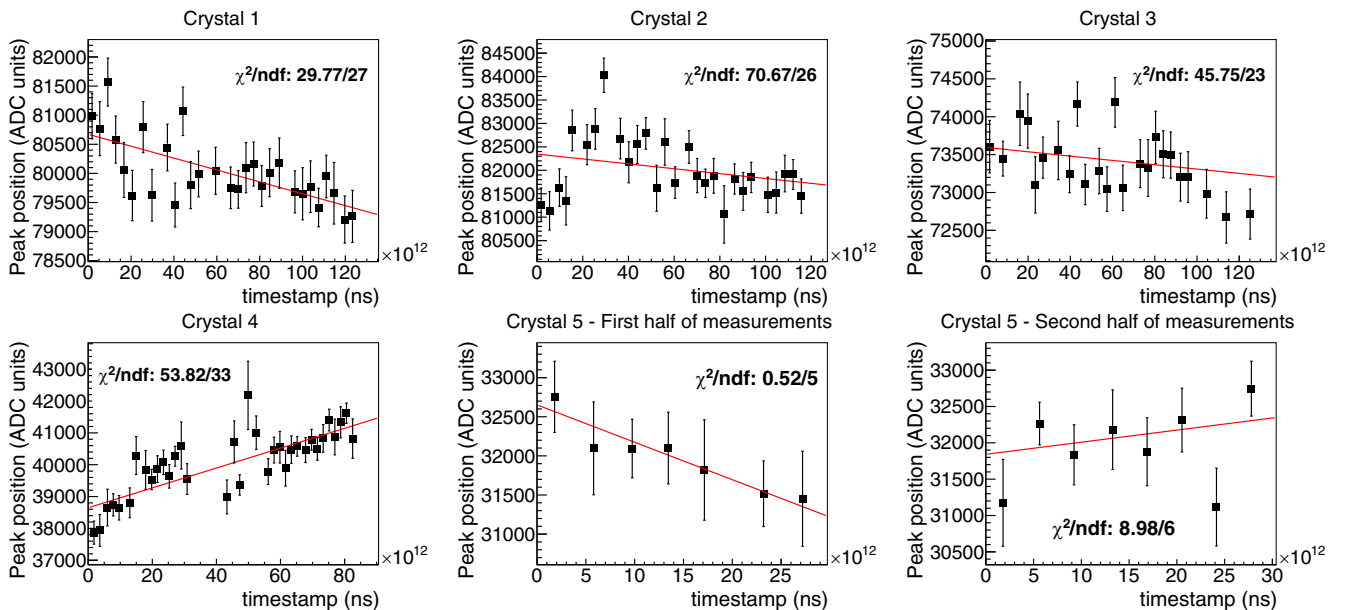 Crystal 1
Peak position (ADC units)
82000
81500
81000
80500
80000
79500
79000
78500
χ²/ndf: 29.77/27
0 20 40 60 80 100 120
×10¹²
timestamp (ns)
Crystal 2
Peak position (ADC units)
84500
84000
83500
83000
82500
82000
81500
81000
80500
χ²/ndf: 70.67/26
0 20 40 60 80 100 120
×10¹²
timestamp (ns)
Crystal 3
Peak position (ADC units)
75000
74500
74000
73500
73000
72500
χ²/ndf: 45.75/23
0 20 40 60 80 100 120
×10¹²
timestamp (ns)
Crystal 4
Peak position (ADC units)
43000
42000
41000
40000
39000
38000
37000
χ²/ndf: 53.82/33
0 20 40 60 80
×10¹²
timestamp (ns)
Crystal 5 - First half of measurements
Peak position (ADC units)
33000
32500
32000
31500
31000
χ²/ndf: 0.52/5
0 5 10 15 20 25
×10¹²
timestamp (ns)
Crystal 5 - Second half of measurements
Peak position (ADC units)
33000
32500
32000
31500
31000
30500
χ²/ndf: 8.98/6
0 5 10 15 20 25 30
×10¹²
timestamp (ns)